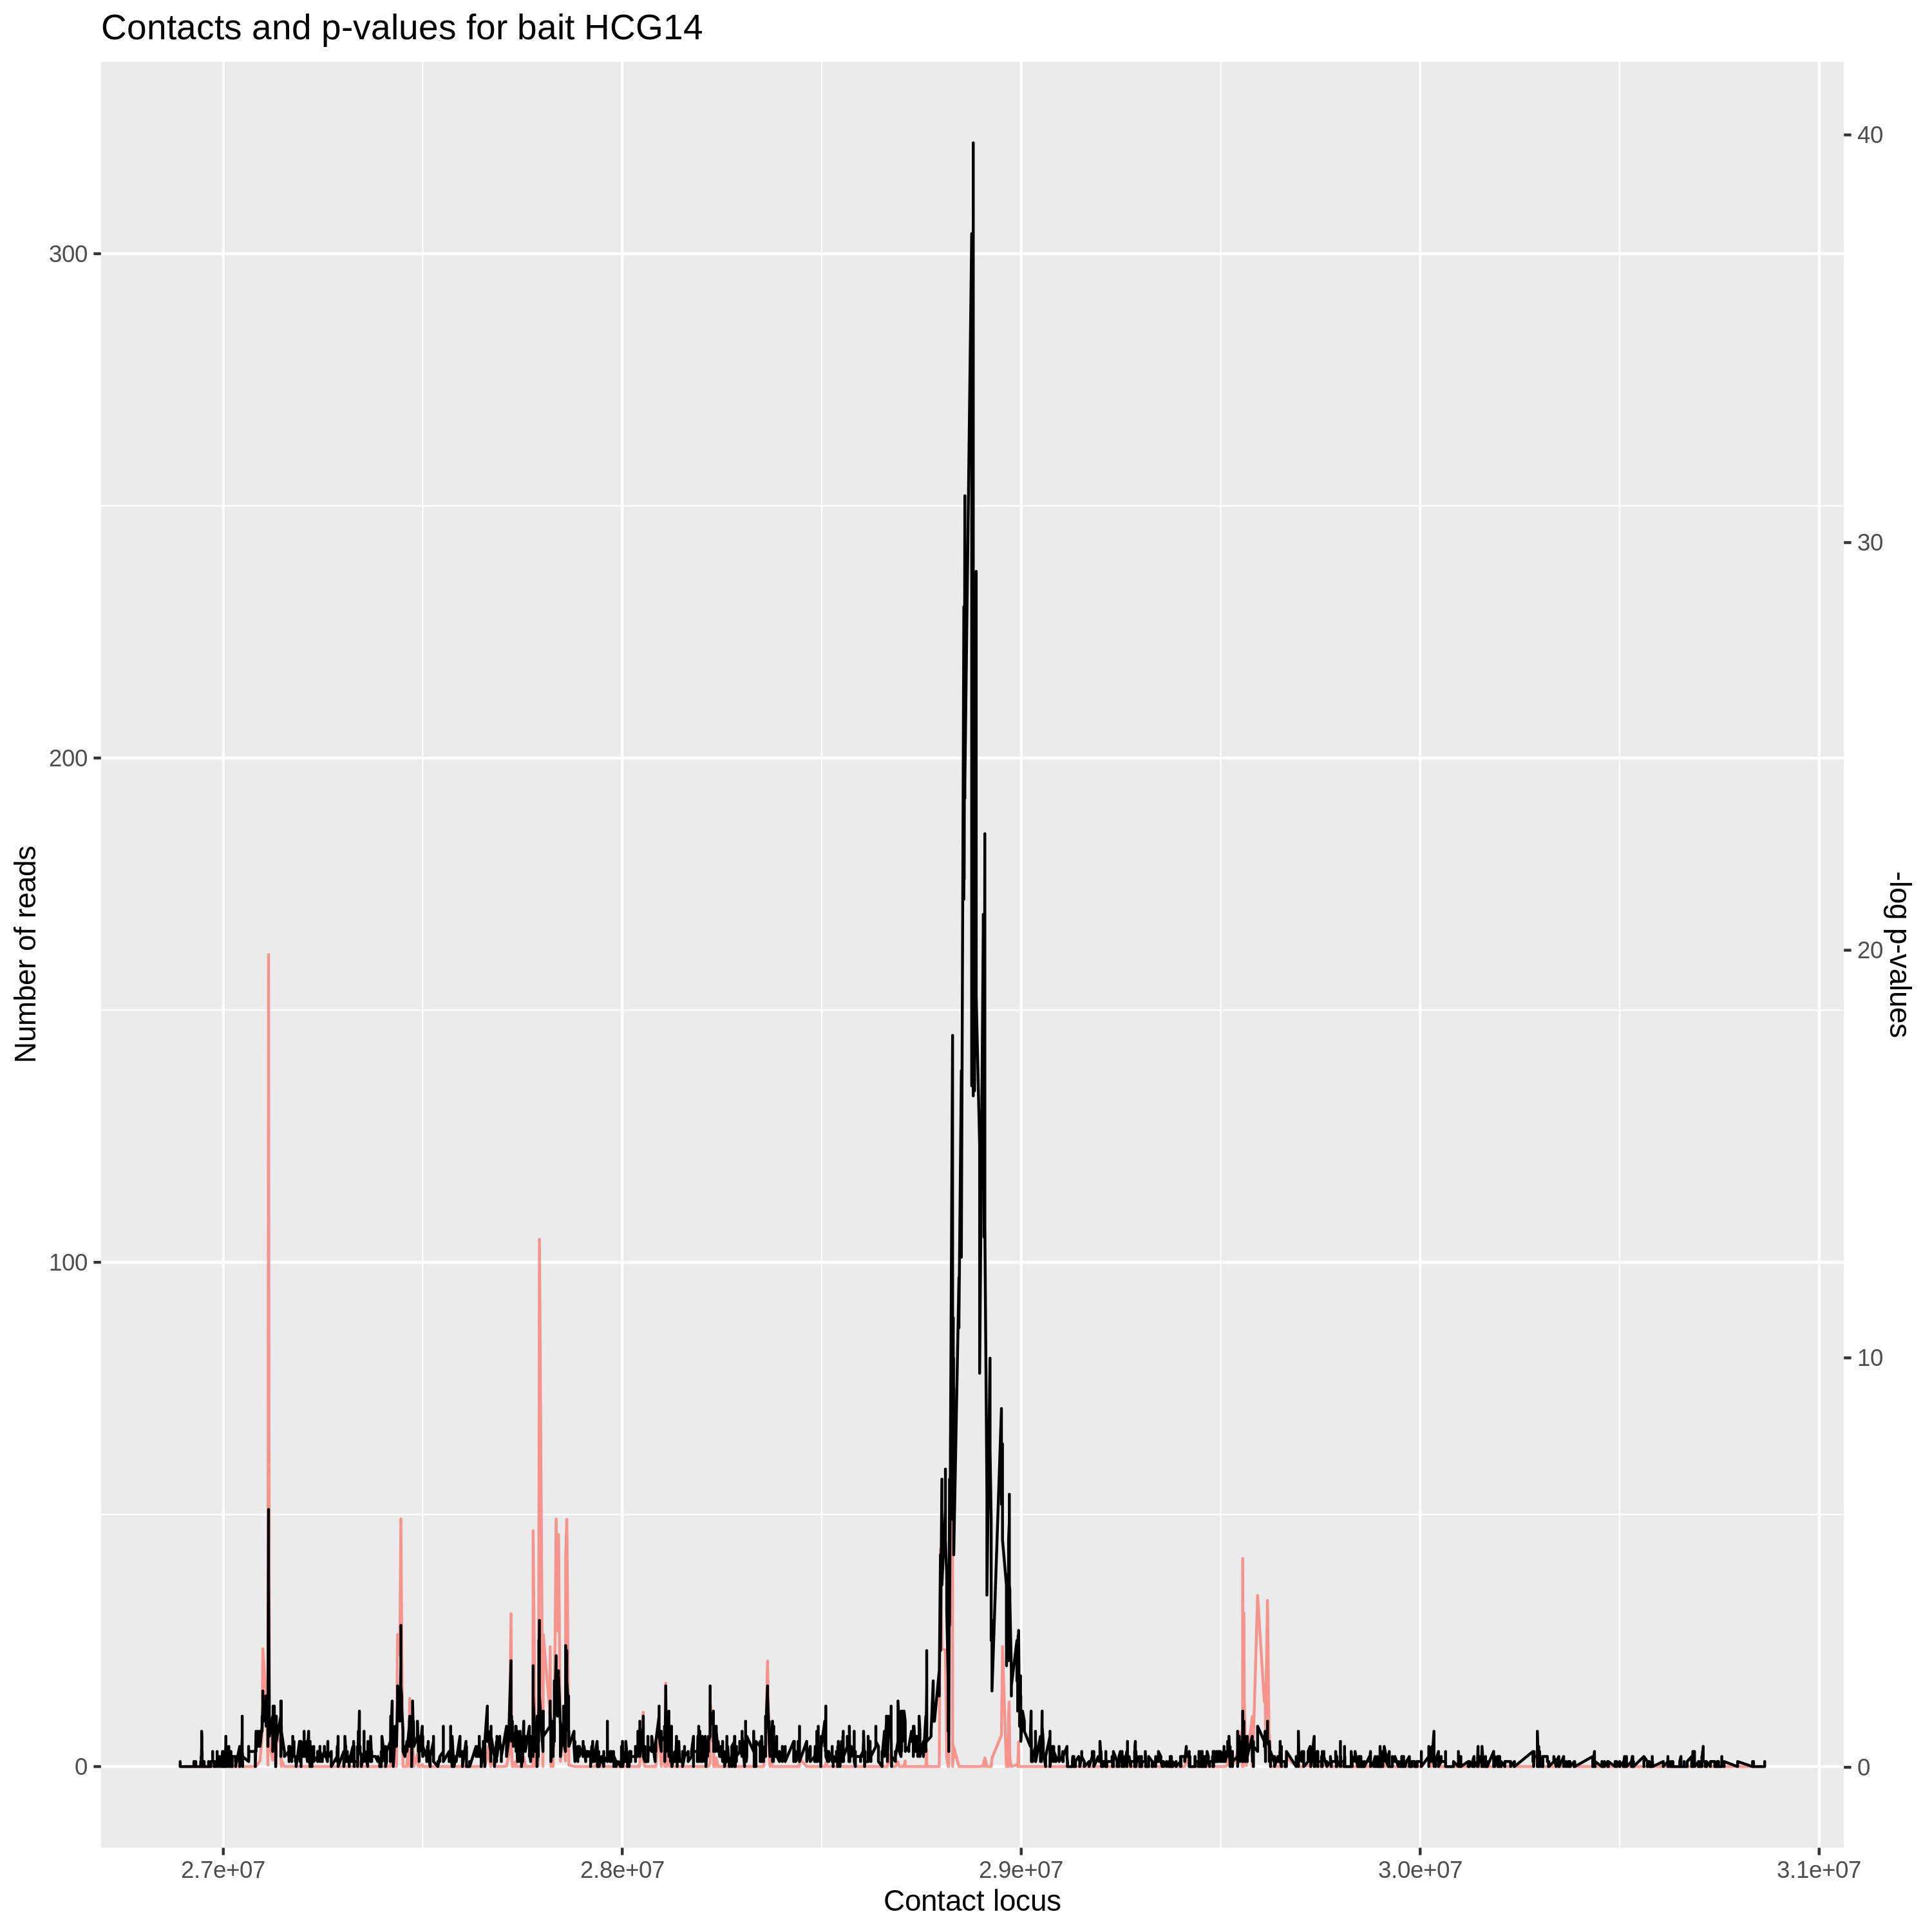 Contacts and p-values for bait HCG14
300
200
100
0
40
30
20
10
0
Number of reads
-log p-values
2.7e+07 2.8e+07 2.9e+07 3.0e+07 3.1e+07
Contact locus